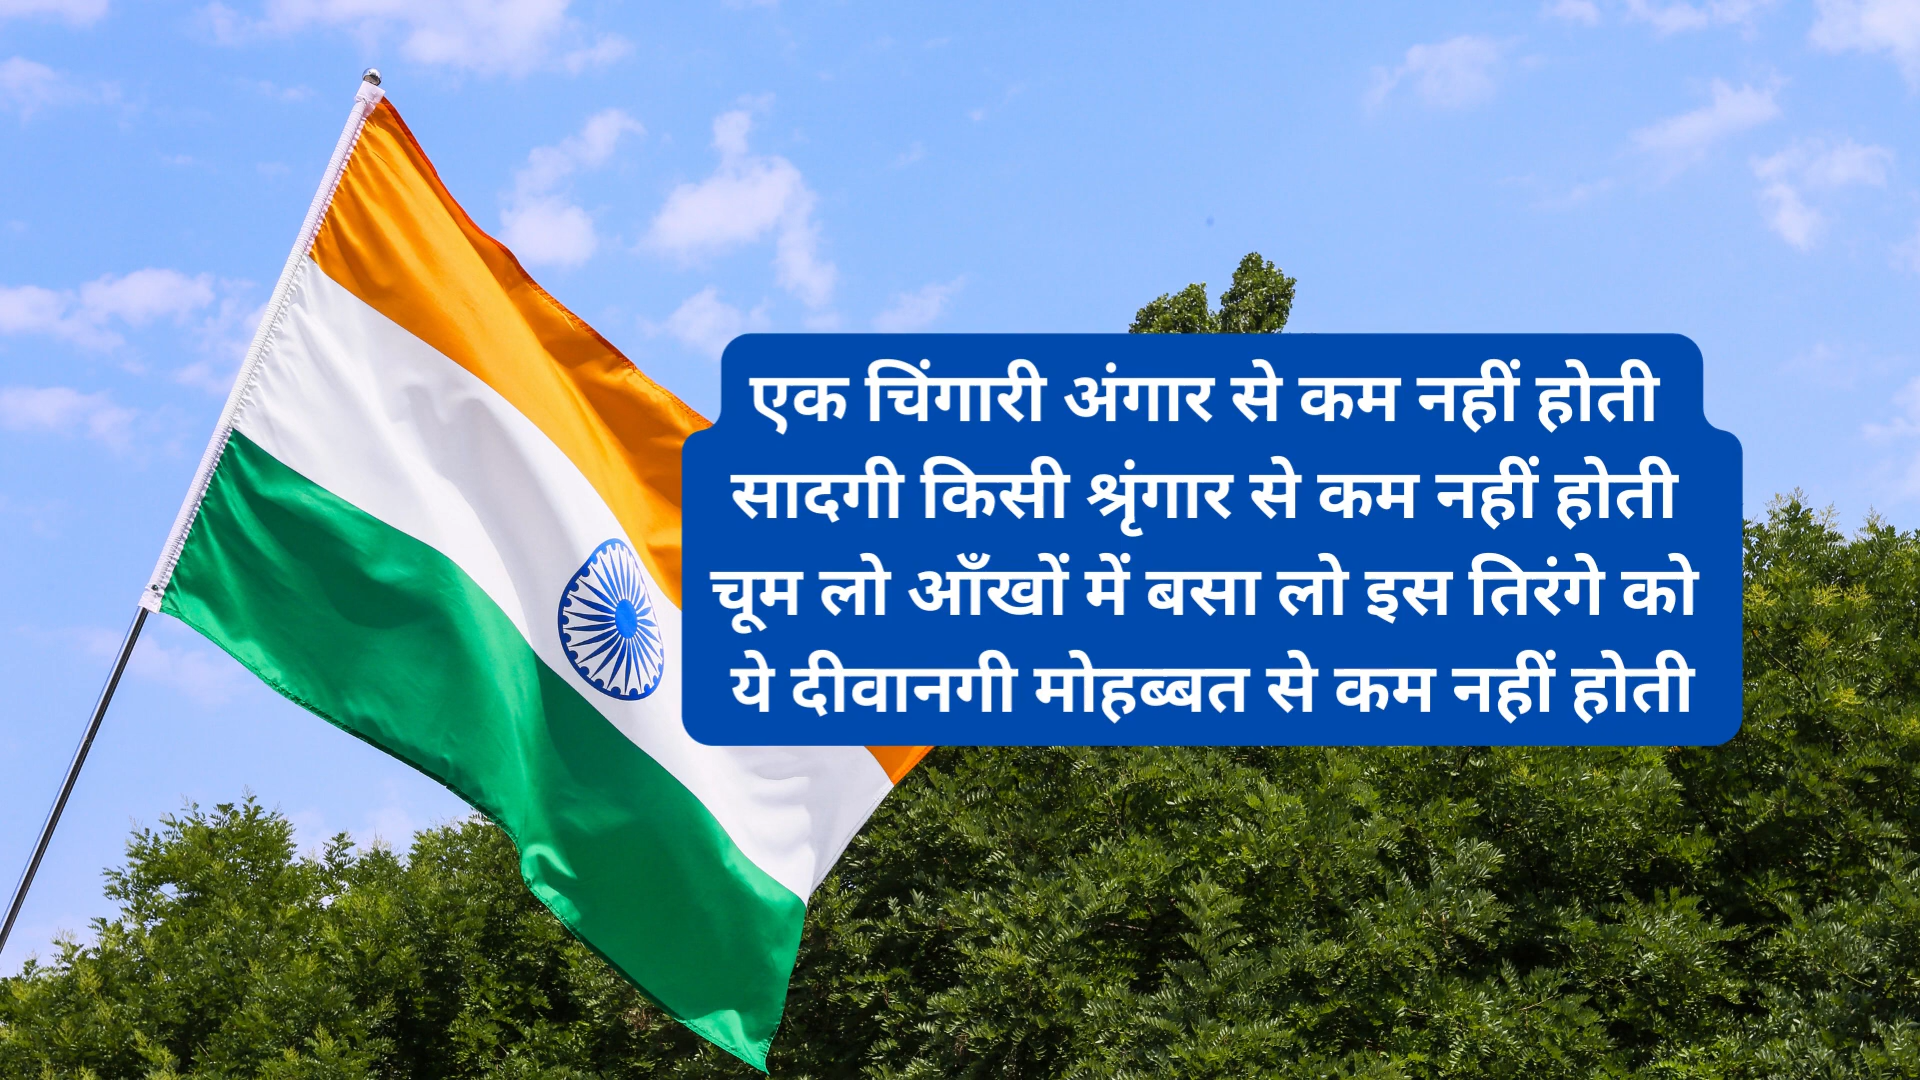 एक चिंगारी अंगार से कम नहीं होती
सादगी किसी श्रृंगार से कम नहीं होती
चूम लो आँखों में बसा लो इस तिरंगे को
ये दीवानगी मोहब्बत से कम नहीं होती